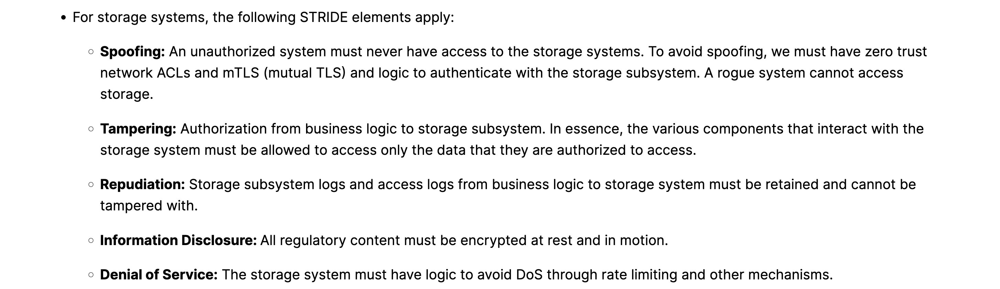 • For storage systems, the following STRIDE elements apply:
○ Spoofing: An unauthorized system must never have access to the storage systems. To avoid spoofing, we must have zero trust
network ACLs and mTLS (mutual TLS) and logic to authenticate with the storage subsystem. A rogue system cannot access
storage.
○ Tampering: Authorization from business logic to storage subsystem. In essence, the various components that interact with the
storage system must be allowed to access only the data that they are authorized to access.
○ Repudiation: Storage subsystem logs and access logs from business logic to storage system must be retained and cannot be
tampered with.
○ Information Disclosure: All regulatory content must be encrypted at rest and in motion.
○ Denial of Service: The storage system must have logic to avoid DoS through rate limiting and other mechanisms.